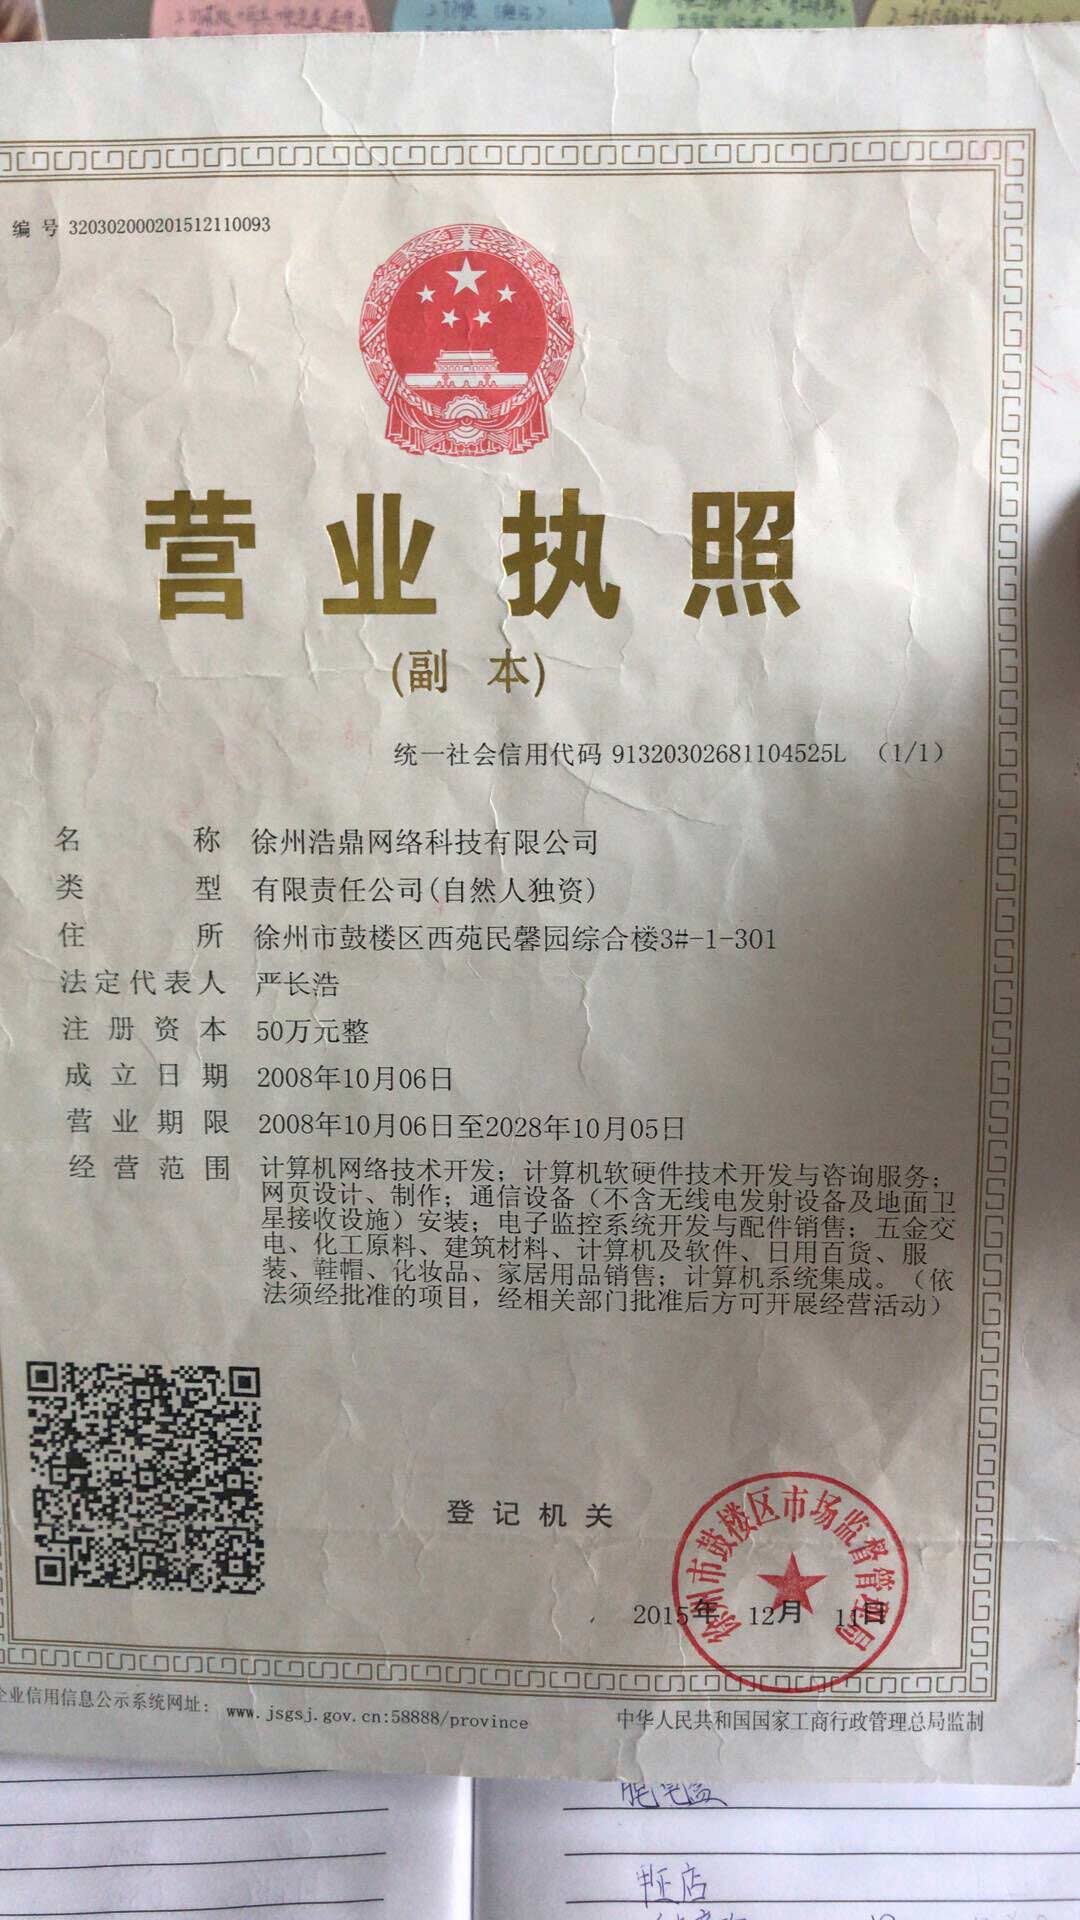 编 号 320302000201512110093
营业执照
(副 本)
统一社会信用代码 91320302681104525L （1/1）
名 称 徐州浩鼎网络科技有限公司
类 型 有限责任公司(自然人独资)
住 所 徐州市鼓楼区西苑民馨园综合楼3#-1-301
法定代表人 严长浩
注册资本 50万元整
成立日期 2008年10月06日
营业期限 2008年10月06日至2028年10月05日
经营范围 计算机网络技术开发；计算机软硬件技术开发与咨询服务；
网页设计、制作；通信设备（不含无线电发射设备及地面卫
星接收设施）安装；电子监控系统开发与配件销售；五金交
电、化工原料、建筑材料、计算机及软件、日用百货、服
装、鞋帽、化妆品、家居用品销售；计算机系统集成。（依
法须经批准的项目，经相关部门批准后方可开展经营活动）
登记机关
徐州市鼓楼区市场监督管理局
2015年 12月 11日
企业信用信息公示系统网址： www.jsgsj.gov.cn:58888/province
中华人民共和国国家工商行政管理总局监制